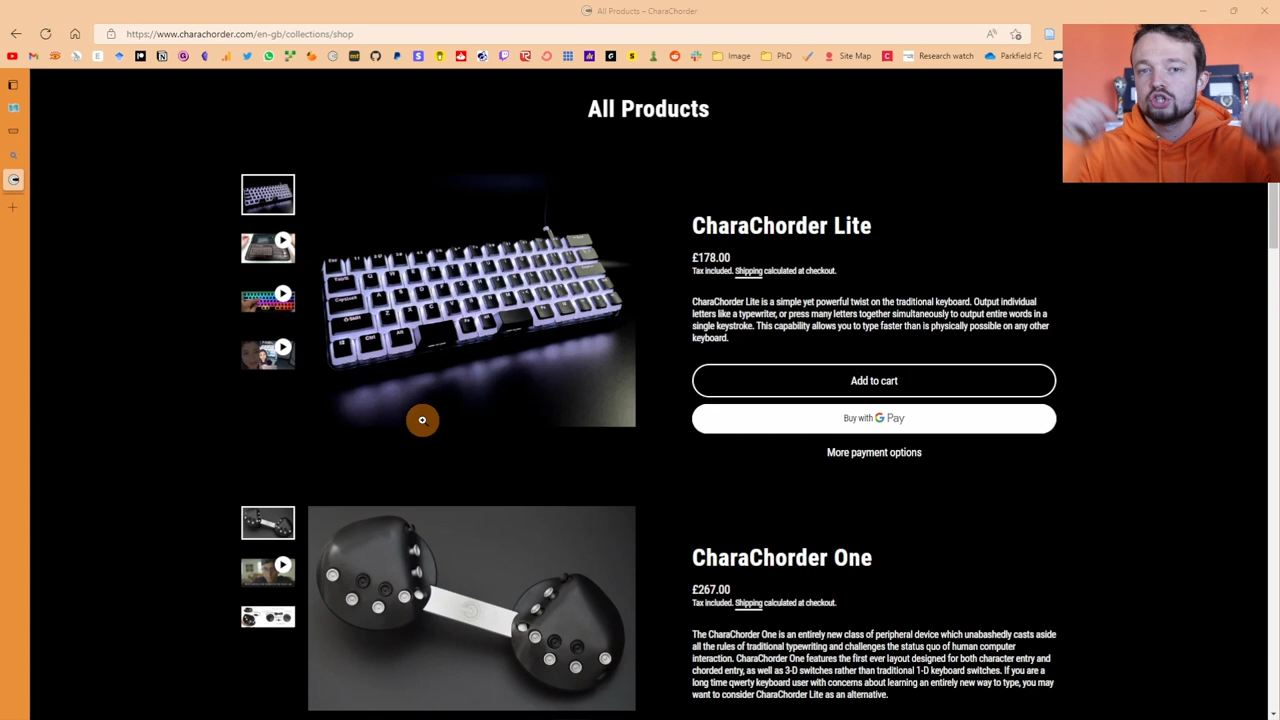 All Products – CharaChorder
https://www.charachorder.com/en-gb/collections/shop
Image
PhD
Site Map
Research watch
Parkfield FC
All Products
CharaChorder Lite
£178.00
Tax included. Shipping calculated at checkout.
CharaChorder Lite is a simple yet powerful twist on the traditional keyboard. Output individual
letters like a typewriter, or press many letters together simultaneously to output entire words in a
single keystroke. This capability allows you to type faster than is physically possible on any other
keyboard.
Add to cart
Buy with G Pay
More payment options
CharaChorder One
£267.00
Tax included. Shipping calculated at checkout.
The CharaChorder One is an entirely new class of peripheral device which unabashedly casts aside
all the rules of traditional typewriting and challenges the status quo of human computer
interaction. CharaChorder One features the first ever layout designed for both character entry and
chorded entry, as well as 3-D switches rather than traditional 1-D keyboard switches. If you are a
long time qwerty keyboard user with concerns about learning an entirely new way to type, you may
want to consider CharaChorder Lite as an alternative.